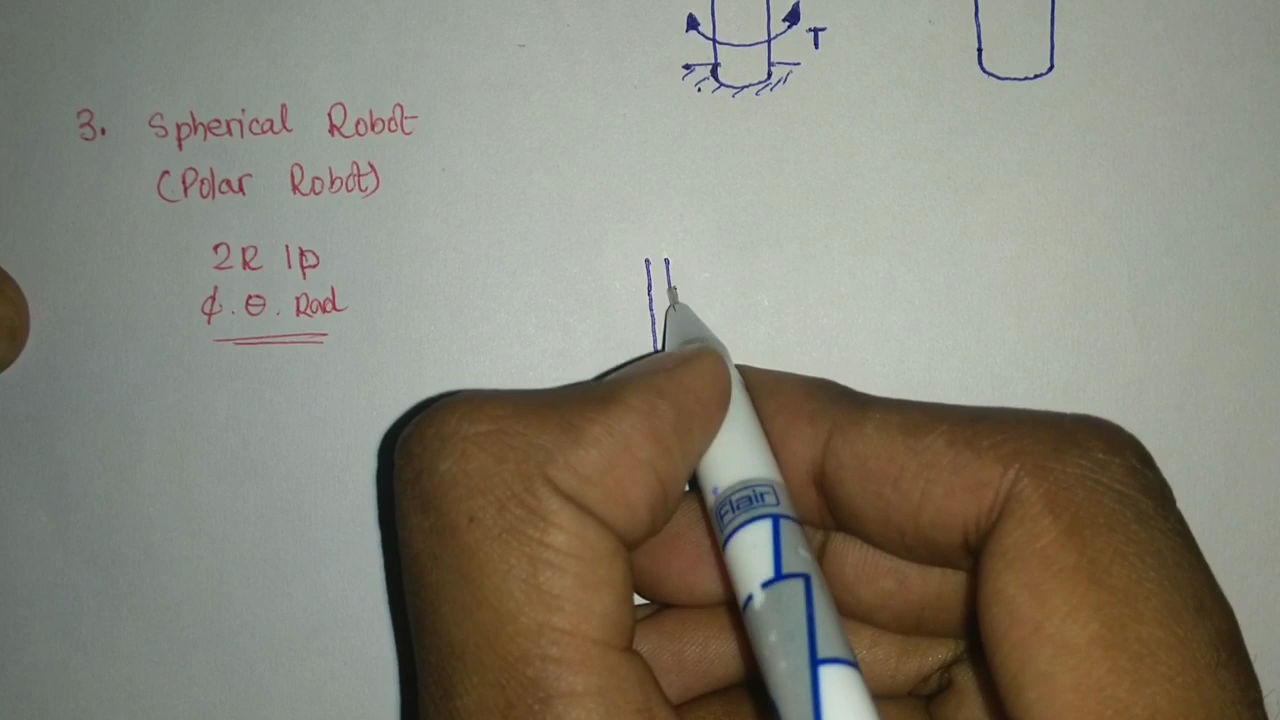 T
3. Spherical Robot
(Polar Robot)
2R 1p
ϕ. θ. Rad
Flair